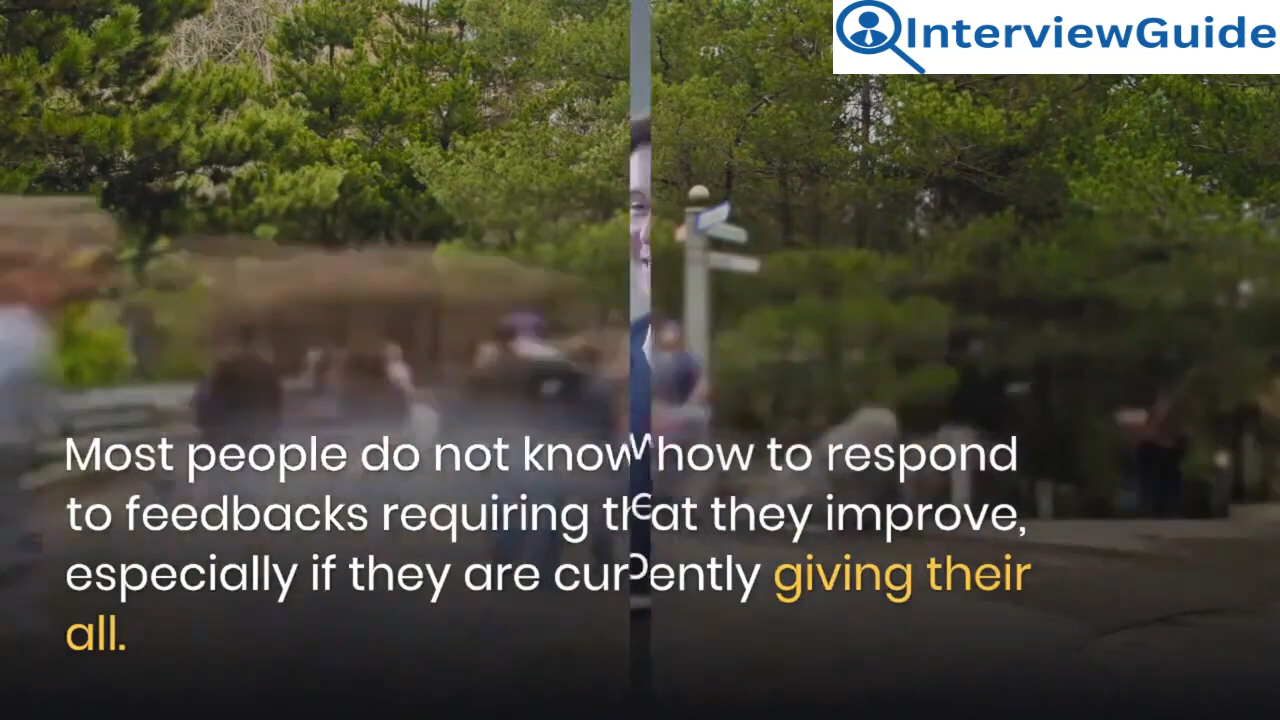 InterviewGuide
Most people do not know how to respond
to feedbacks requiring that they improve,
especially if they are currently giving their
all.